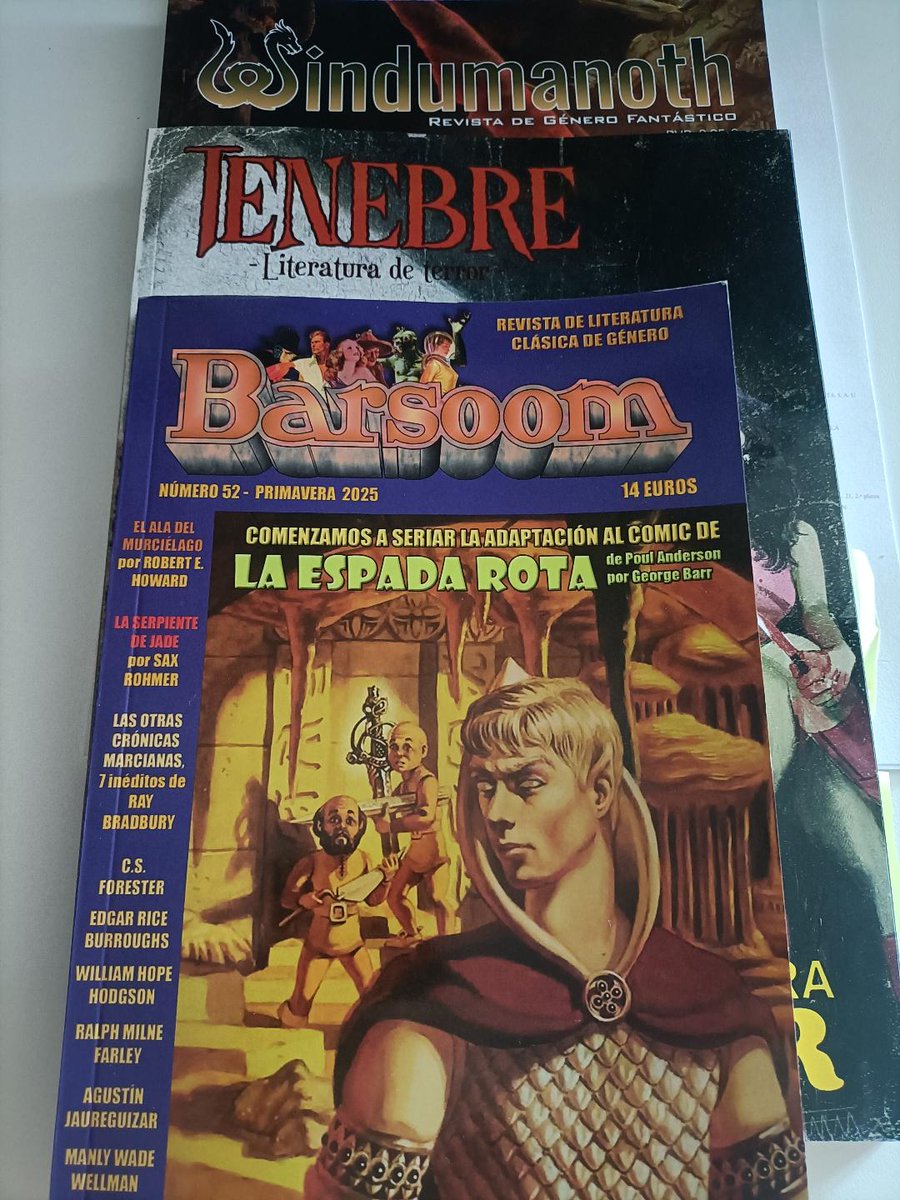 Windumanoth
REVISTA DE GÉNERO FANTÁSTICO
TENEBRE
- Literatura de terror -
REVISTA DE LITERATURA
CLÁSICA DE GÉNERO
Barsoom
NÚMERO 52 - PRIMAVERA 2025
14 EUROS
COMENZAMOS A SERIAR LA ADAPTACIÓN AL COMIC DE
LA ESPADA ROTA
de Poul Anderson
por George Barr
EL ALA DEL
MURCIÉLAGO
por ROBERT E.
HOWARD
LA SERPIENTE
DE JADE
por SAX
ROHMER
LAS OTRAS
CRÓNICAS
MARCIANAS,
7 inéditos de
RAY
BRADBURY
C.S.
FORESTER
EDGAR RICE
BURROUGHS
WILLIAM HOPE
HODGSON
RALPH MILNE
FARLEY
AGUSTÍN
JAUREGUIZAR
MANLY WADE
WELLMAN
RA
R